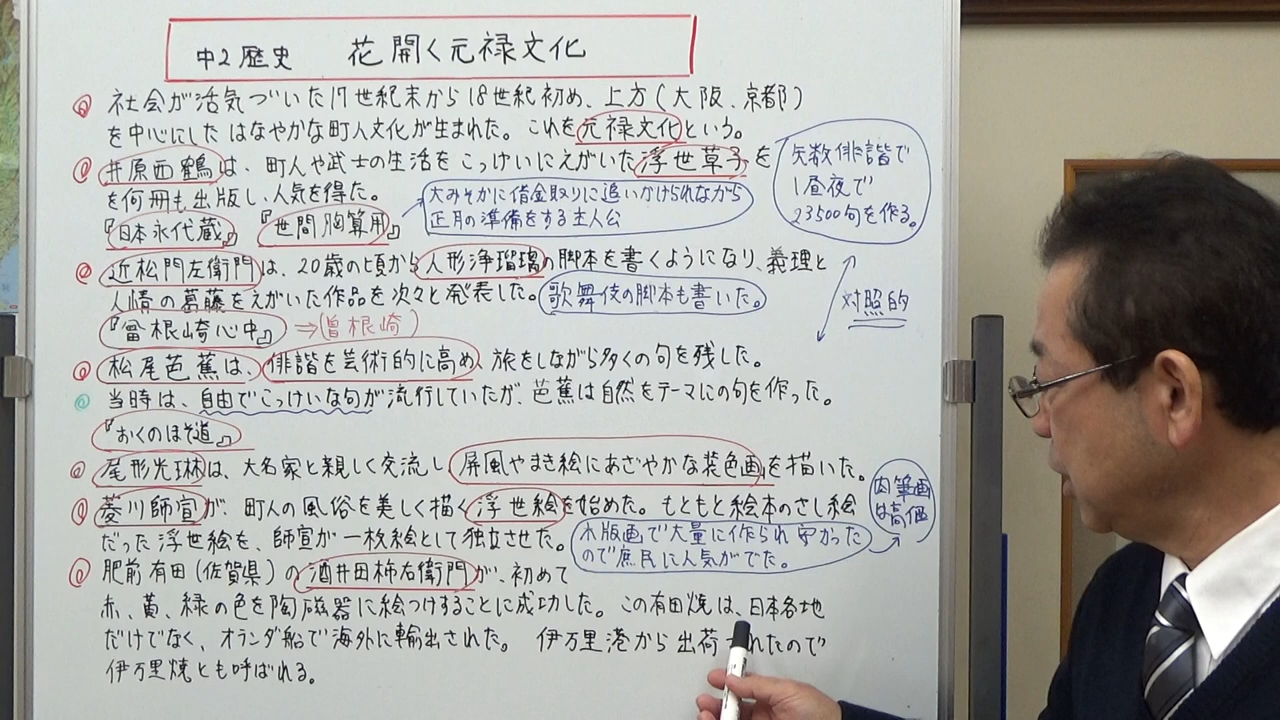 中2歴史 花開く元禄文化
社会が活気づいた17世紀末から18世紀初め、上方(大阪、京都)
を中心にした はなやかな町人文化が生まれた。これを元禄文化という。
井原西鶴は、町人や武士の生活を こっけいにえがいた浮世草子を
を何冊も出版し、人気を得た。
大みそかに借金取りに追いかけられながら
正月の準備をする主人公
『日本永代蔵』 『世間胸算用』
矢数俳諧で
1昼夜で
23500句を作る。
近松門左衛門は、20歳の頃から人形浄瑠璃の脚本を書くようになり、義理と
人情の葛藤をえがいた作品を次々と発表した。
歌舞伎の脚本も書いた。
対照的
『曽根崎心中』 ⇒(曾根崎)
松尾芭蕉は、俳諧を芸術的に高め、旅をしながら多くの句を残した。
当時は、自由でこっけいな句が流行していたが、芭蕉は自然をテーマにの句を作った。
『おくのほそ道』
尾形光琳は、大名家と親しく交流し、屏風やまき絵にあざやかな装色画を描いた。
菱川師宣が、町人の風俗を美しく描く浮世絵を始めた。もともと絵本のさし絵
だった浮世絵を、師宣が一枚絵として独立させた。
木版画で大量に作られ 安かった
ので庶民に人気がでた。
肉筆画
は高価
肥前有田(佐賀県)の酒井田柿右衛門が、初めて
赤、黄、緑の色を陶磁器に絵つけすることに成功した。この有田焼は、日本各地
だけでなく、オランダ船で海外に輸出された。伊万里港から出荷されたので
伊万里焼とも呼ばれる。